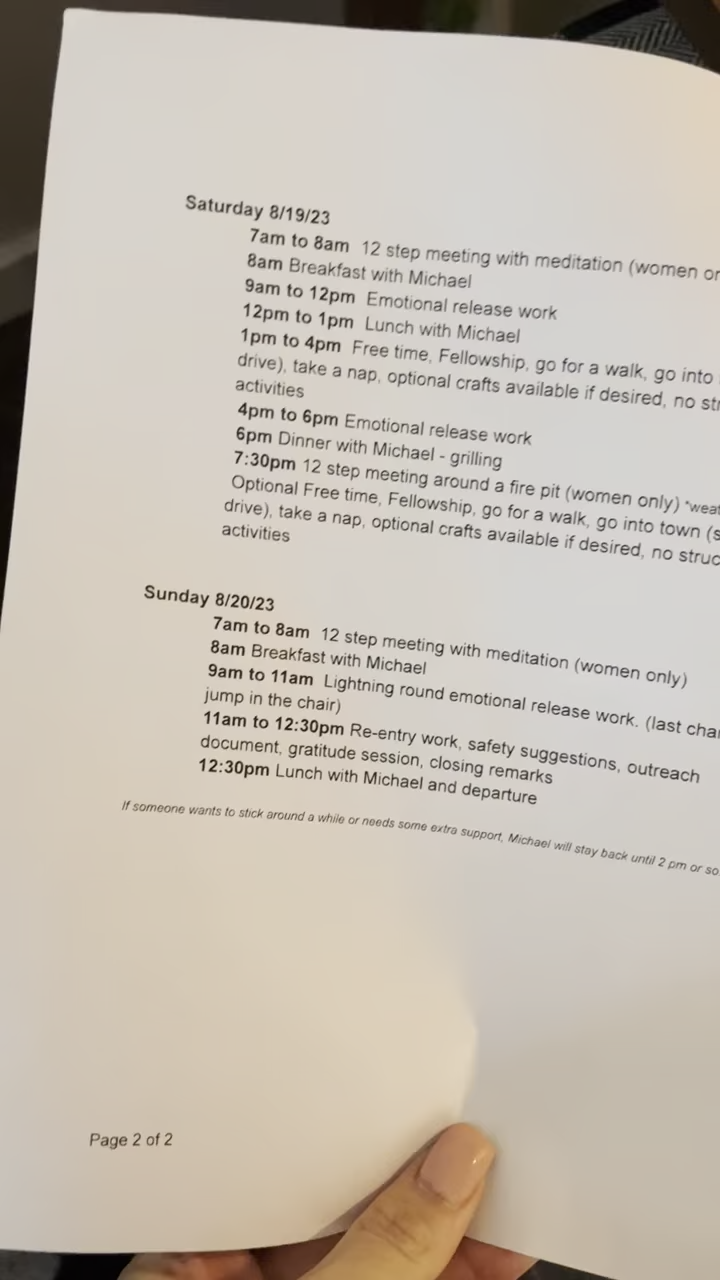 Saturday 8/19/23
7am to 8am 12 step meeting with meditation (women
8am Breakfast with Michael
9am to 12pm Emotional release work
12pm to 1pm Lunch with Michael
1pm to 4pm Free time, Fellowship, go for a walk, go into
drive), take a nap, optional crafts available if desired, no
activities
4pm to 6pm Emotional release work
6pm Dinner with Michael - grilling
7:30pm 12 step meeting around a fire pit (women only)
Optional Free time, Fellowship, go for a walk, go into town
drive), take a nap, optional crafts available if desired, no
activities
Sunday 8/20/23
7am to 8am 12 step meeting with meditation (women only)
8am Breakfast with Michael
9am to 11am Lightning round emotional release work. (last
jump in the chair)
11am to 12:30pm Re-entry work, safety suggestions, outreach
document, gratitude session, closing remarks
12:30pm Lunch with Michael and departure
If someone wants to stick around a while or needs some extra support, Michael will stay back until 2 pm or so.
Page 2 of 2